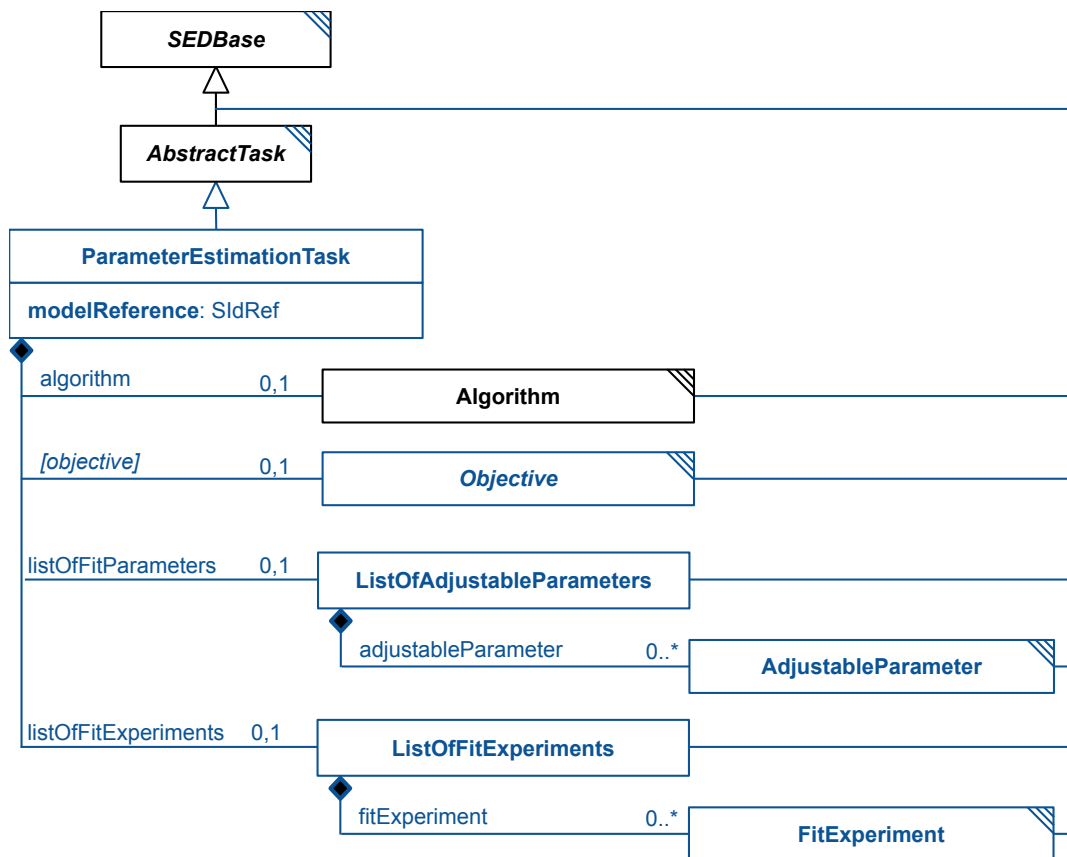 SEDBase
AbstractTask
ParameterEstimationTask
modelReference: SIdRef
algorithm 0,1 Algorithm
[objective] 0,1 Objective
listOfFitParameters 0,1 ListOfAdjustableParameters
adjustableParameter 0..* AdjustableParameter
listOfFitExperiments 0,1 ListOfFitExperiments
fitExperiment 0..* FitExperiment